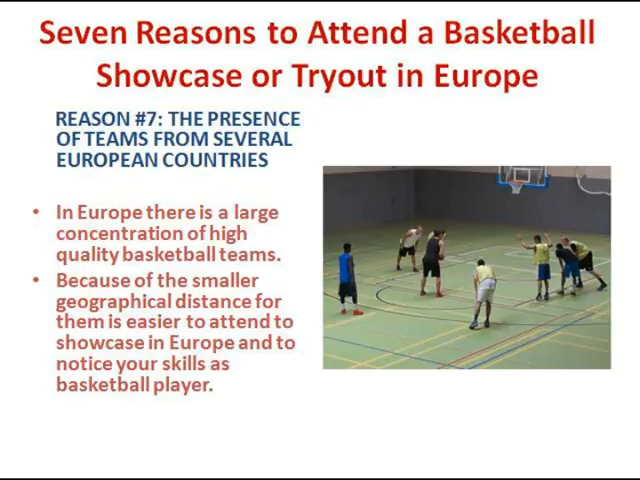 Seven Reasons to Attend a Basketball
Showcase or Tryout in Europe
REASON #7: THE PRESENCE
OF TEAMS FROM SEVERAL
EUROPEAN COUNTRIES
• In Europe there is a large
concentration of high
quality basketball teams.
• Because of the smaller
geographical distance for
them is easier to attend to
showcase in Europe and to
notice your skills as
basketball player.